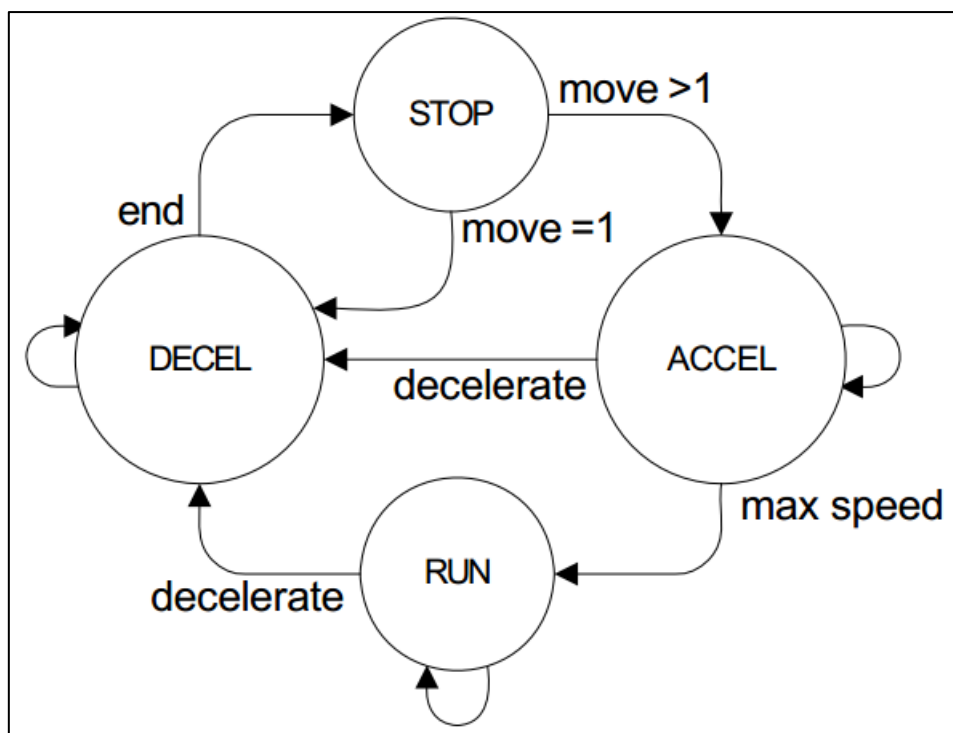 STOP
move >1
end
move =1
DECEL
ACCEL
decelerate
max speed
RUN
decelerate